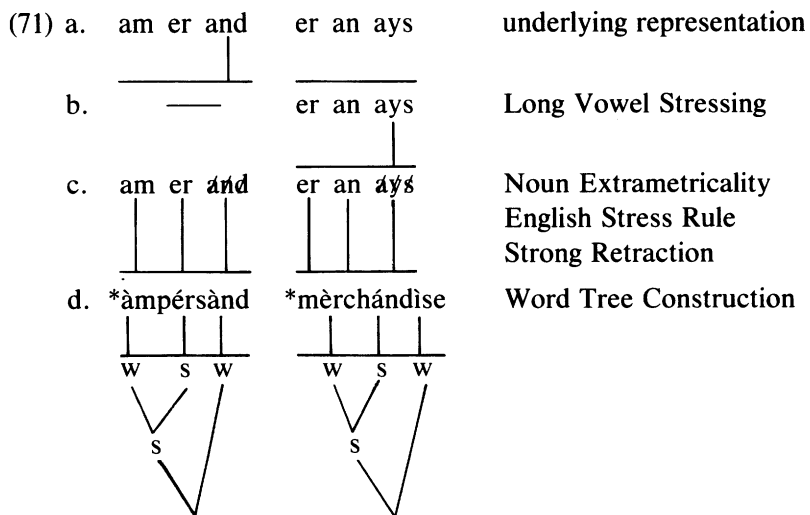 (71) a. am er and er an ays underlying representation
b. — er an ays Long Vowel Stressing
c. am er and er an ays Noun Extrametricality
English Stress Rule
Strong Retraction
d. *àmpérsànd *mèrchándìse Word Tree Construction
w s w w s w
s s